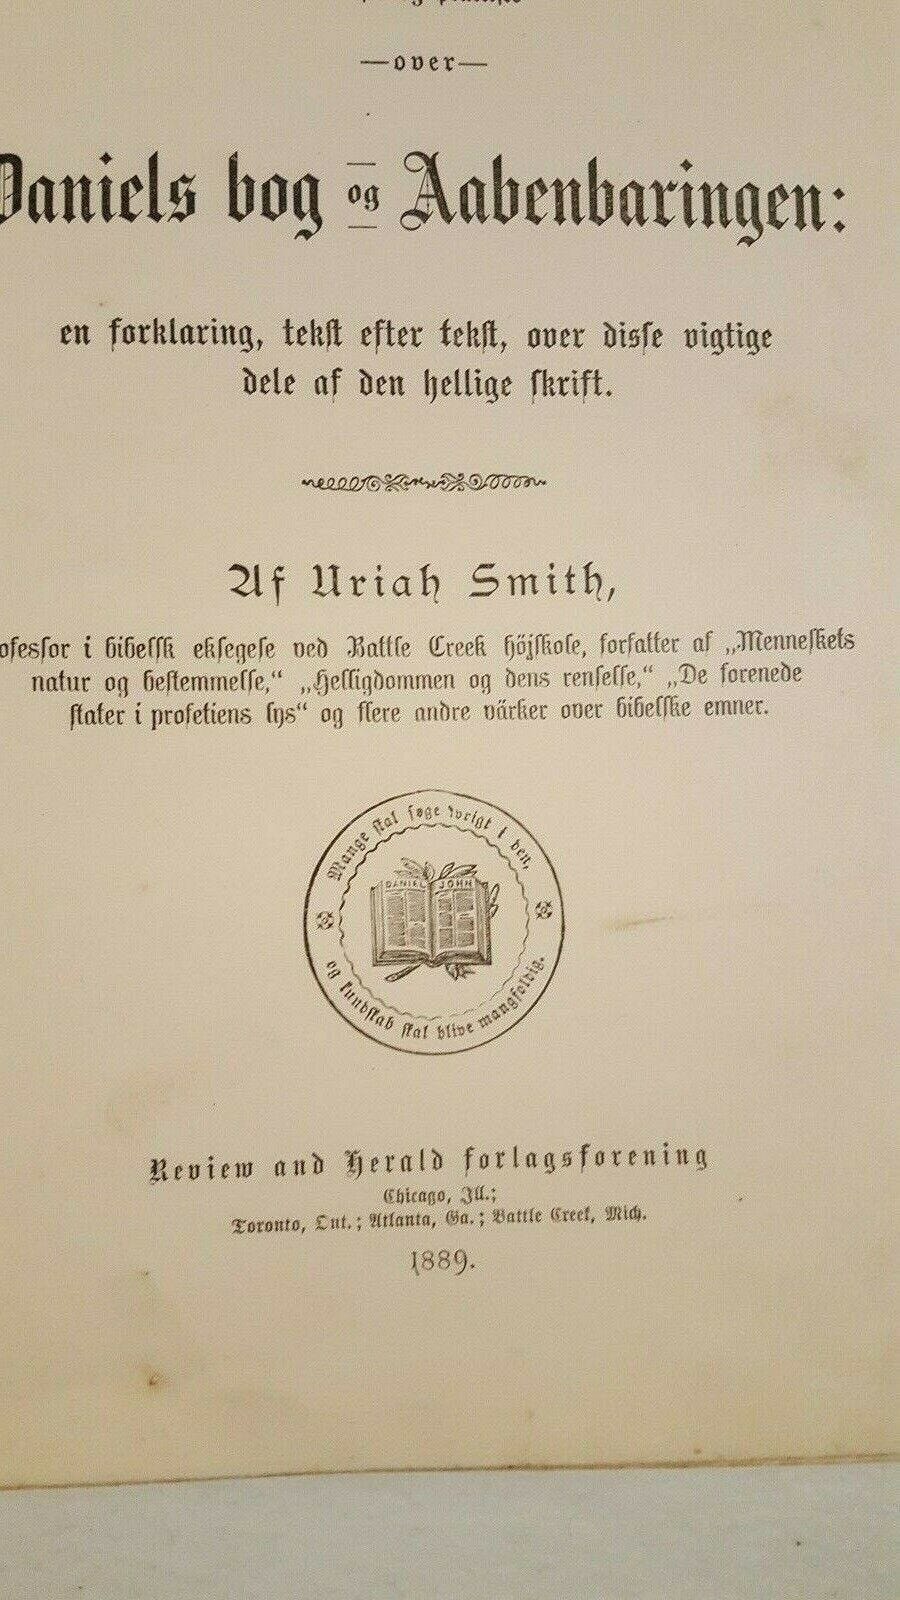 og
—over—
Daniels bog og Aabenbaringen:
en forklaring, tekst efter tekst, over disse vigtige
dele af den hellige skrift.
Af Uriah Smith,
ofessor i bibelsk eksegese ved Battle Creek höjskole, forfatter af „Menneskets
natur og bestemmelse,“ „Helligdommen og dens renselse,“ „De forenede
stater i profetiens lys“ og flere andre värker over bibelske emner.
Mange skal søge ivrigt i den,
DANIEL JOHN
og kundskab skal blive mangfoldig.
Review and Herald forlagsforening
Chicago, Ill.;
Toronto, Ont.; Atlanta, Ga.; Battle Creek, Mich.
1889.